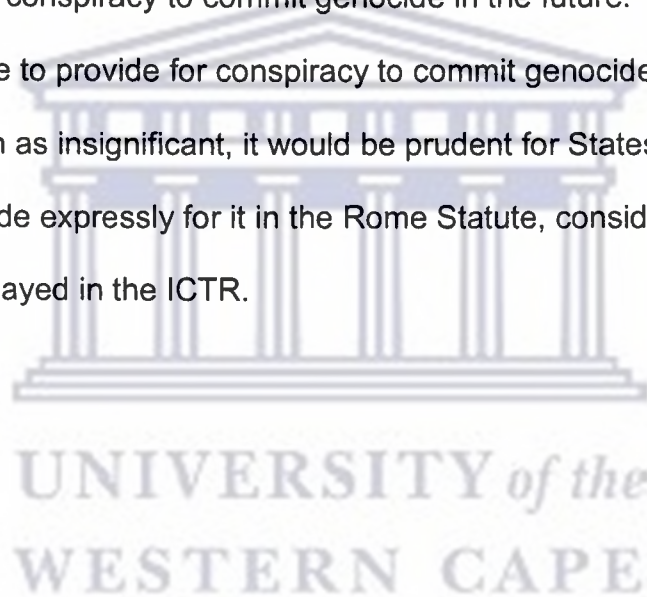 conspiracy to commit genocide in the future.
e to provide for conspiracy to commit genocide
as insignificant, it would be prudent for States
de expressly for it in the Rome Statute, consid
ayed in the ICTR.
UNIVERSITY of the
WESTERN CAPE